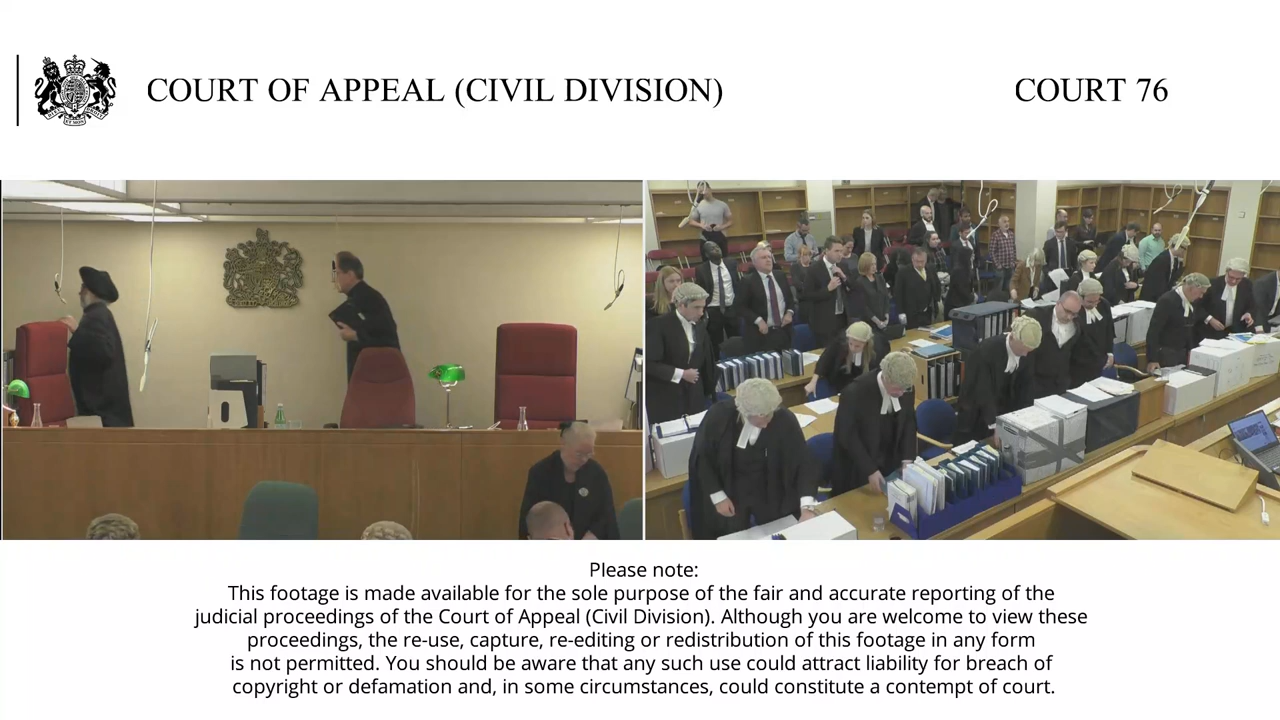 COURT OF APPEAL (CIVIL DIVISION)
COURT 76
Please note:
This footage is made available for the sole purpose of the fair and accurate reporting of the
judicial proceedings of the Court of Appeal (Civil Division). Although you are welcome to view these
proceedings, the re-use, capture, re-editing or redistribution of this footage in any form
is not permitted. You should be aware that any such use could attract liability for breach of
copyright or defamation and, in some circumstances, could constitute a contempt of court.